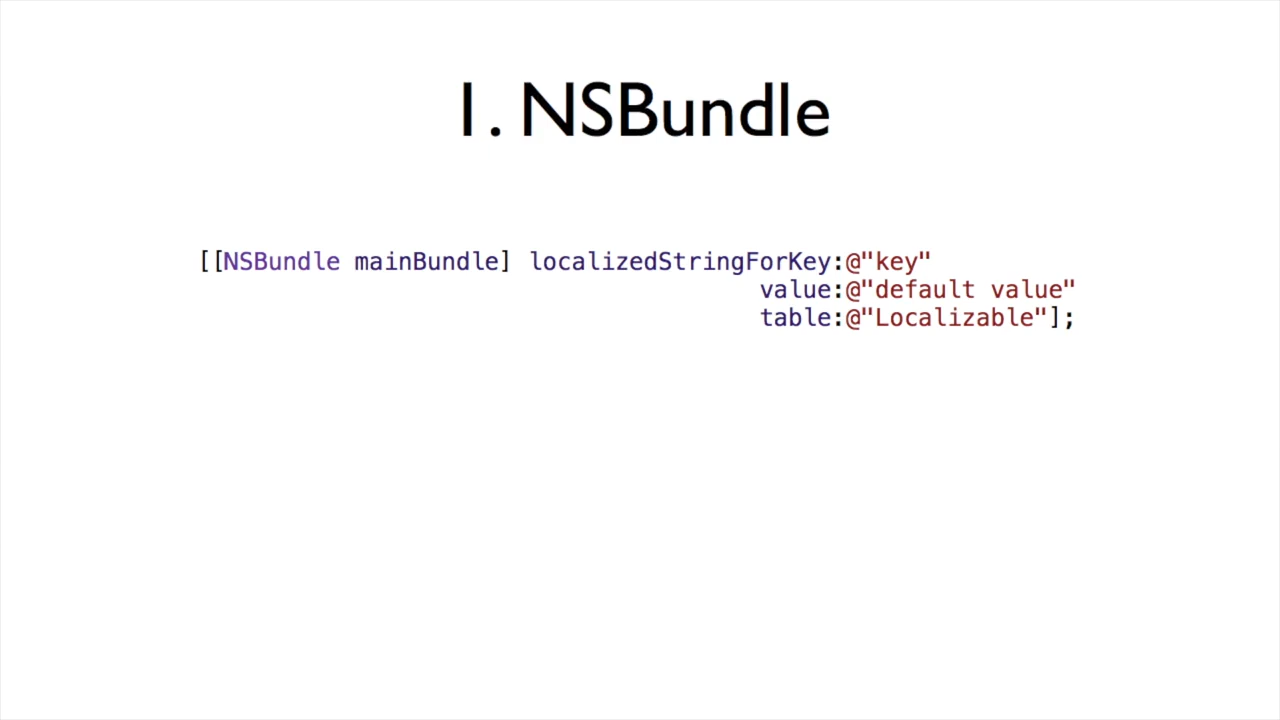 1. NSBundle
[[NSBundle mainBundle] localizedStringForKey:@"key"
value:@"default value"
table:@"Localizable"];